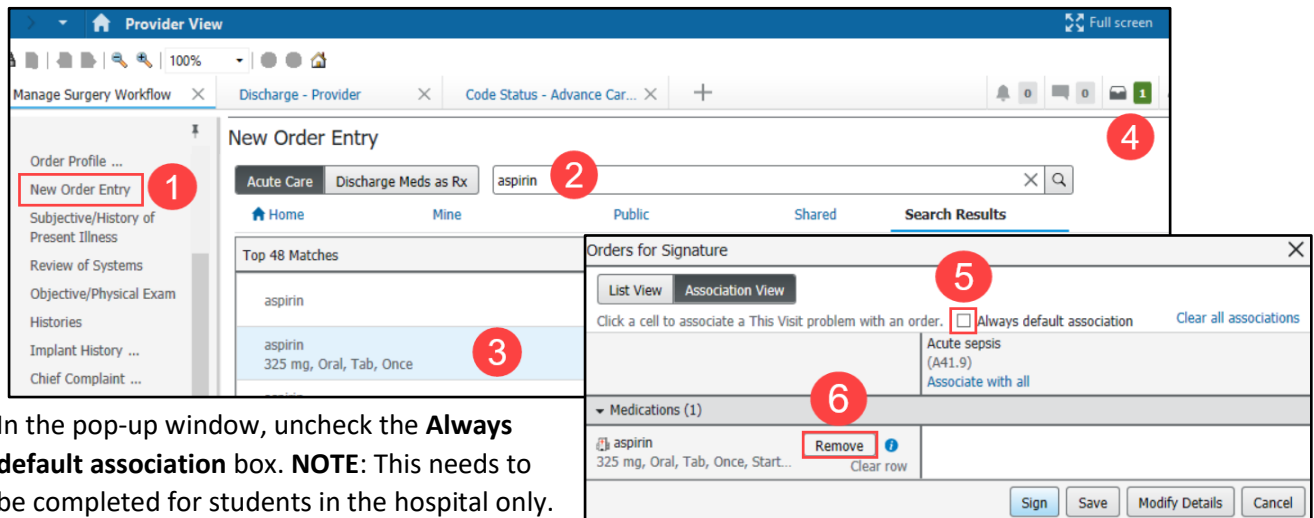 Provider View
Full screen
100%
Manage Surgery Workflow
Discharge - Provider
Code Status - Advance Car...
0
0
1
4
Order Profile ...
New Order Entry
1
Subjective/History of
Present Illness
Review of Systems
Objective/Physical Exam
Histories
Implant History ...
Chief Complaint ...
New Order Entry
Acute Care
Discharge Meds as Rx
aspirin
2
Home
Mine
Public
Shared
Search Results
Top 48 Matches
aspirin
aspirin
325 mg, Oral, Tab, Once
3
Orders for Signature
List View
Association View
5
Click a cell to associate a This Visit problem with an order.
Always default association
Clear all associations
Acute sepsis
(A41.9)
Associate with all
6
Medications (1)
aspirin
Remove
325 mg, Oral, Tab, Once, Start...
Clear row
Sign
Save
Modify Details
Cancel
In the pop-up window, uncheck the Always
default association box. NOTE: This needs to
be completed for students in the hospital only.